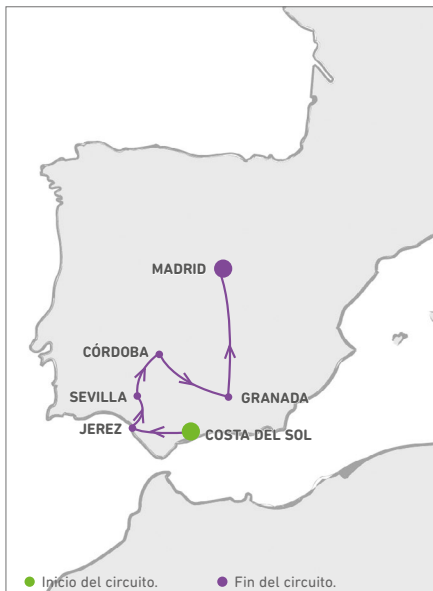 MADRID
CÓRDOBA
SEVILLA
GRANADA
JEREZ
COSTA DEL SOL
Inicio del circuito.
Fin del circuito.